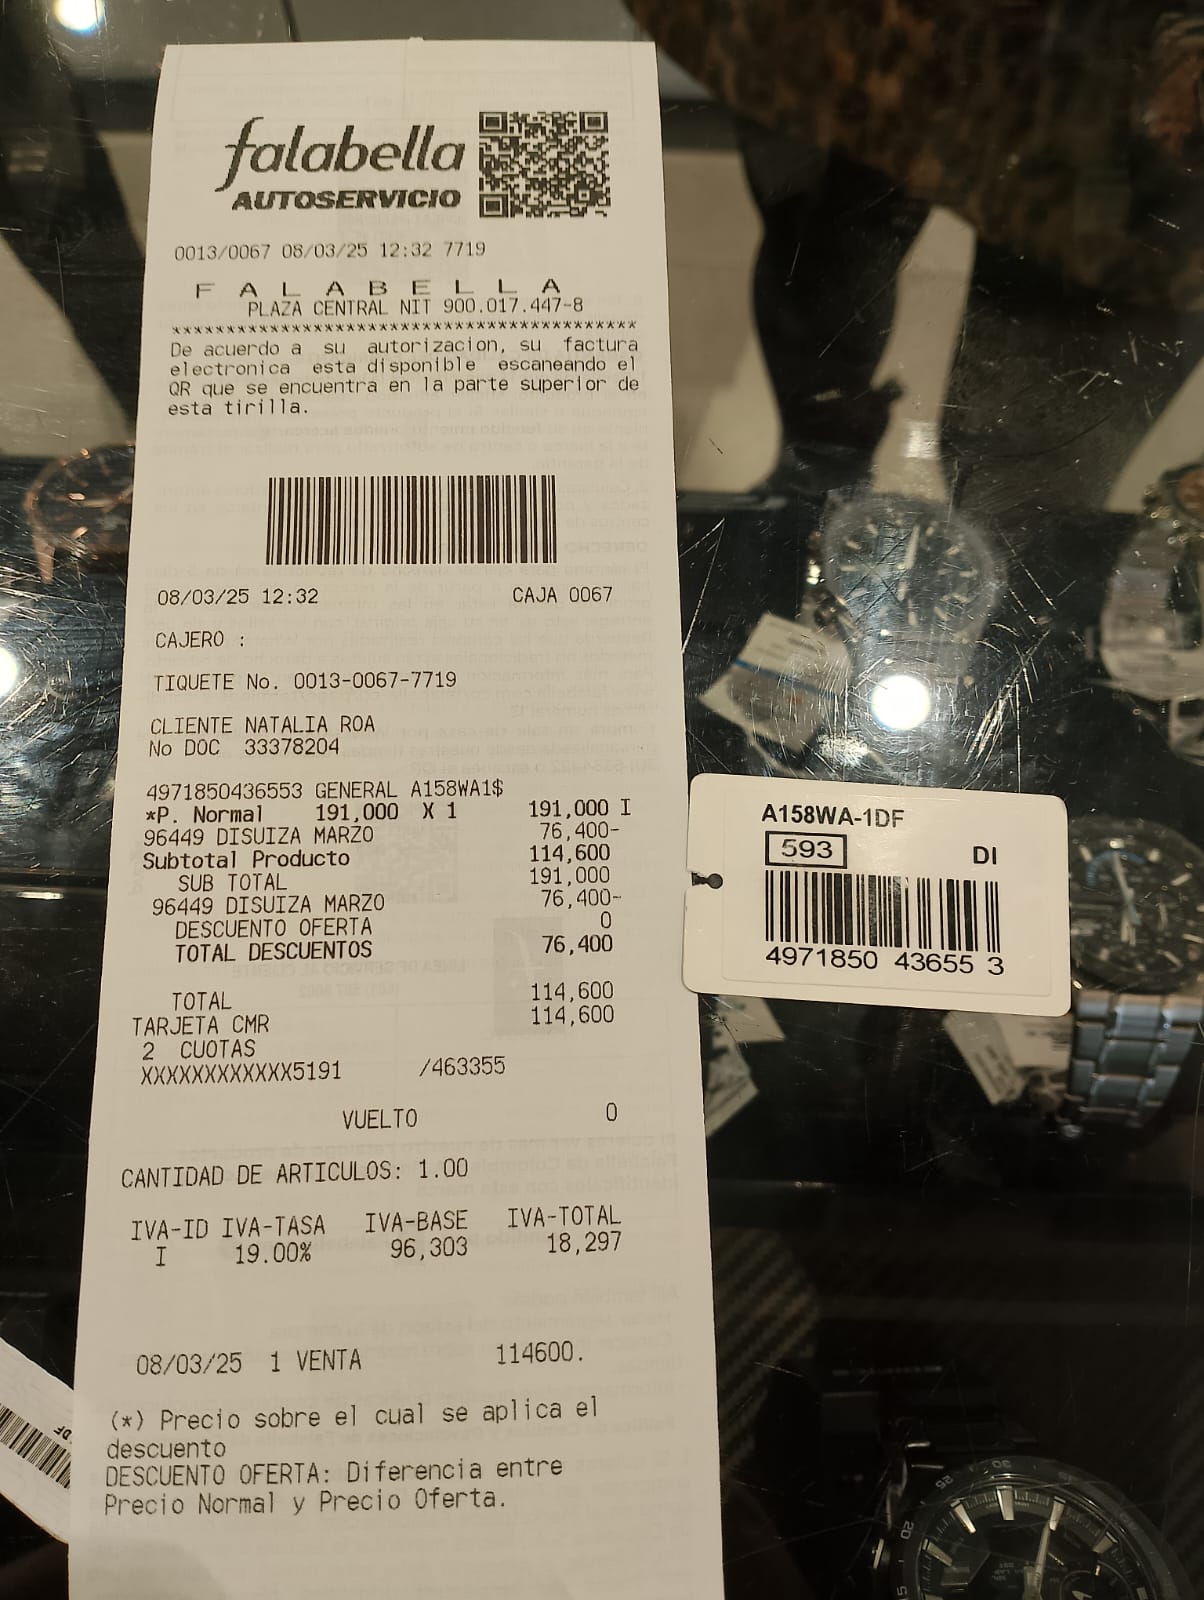 falabella
AUTOSERVICIO
0013/0067 08/03/25 12:32 7719
F A L A B E L L A
PLAZA CENTRAL NIT 900.017.447-8
******************************************
De acuerdo a su autorizacion, su factura
electronica esta disponible escaneando el
QR que se encuentra en la parte superior de
esta tirilla.
08/03/25 12:32 CAJA 0067
CAJERO :
TIQUETE No. 0013-0067-7719
CLIENTE NATALIA ROA
No DOC 33378204
4971850436553 GENERAL A158WA1$
*P. Normal 191,000 X 1 191,000 I
96449 DISUIZA MARZO 76,400-
Subtotal Producto 114,600
SUB TOTAL 191,000
96449 DISUIZA MARZO 76,400-
DESCUENTO OFERTA 0
TOTAL DESCUENTOS 76,400
TOTAL 114,600
TARJETA CMR 114,600
2 CUOTAS
XXXXXXXXXXXX5191 /463355
VUELTO 0
CANTIDAD DE ARTICULOS: 1.00
IVA-ID IVA-TASA IVA-BASE IVA-TOTAL
I 19.00% 96,303 18,297
08/03/25 1 VENTA 114600.
(*) Precio sobre el cual se aplica el
descuento
DESCUENTO OFERTA: Diferencia entre
Precio Normal y Precio Oferta.
A158WA-1DF
593 DI
4971850 43655 3